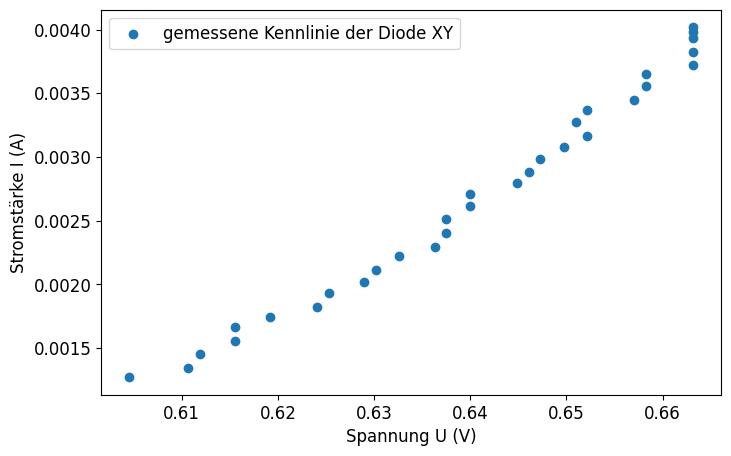 gemessene Kennlinie der Diode XY
0.0040
0.0035
0.0030
0.0025
0.0020
0.0015
Stromstärke I (A)
0.61 0.62 0.63 0.64 0.65 0.66
Spannung U (V)